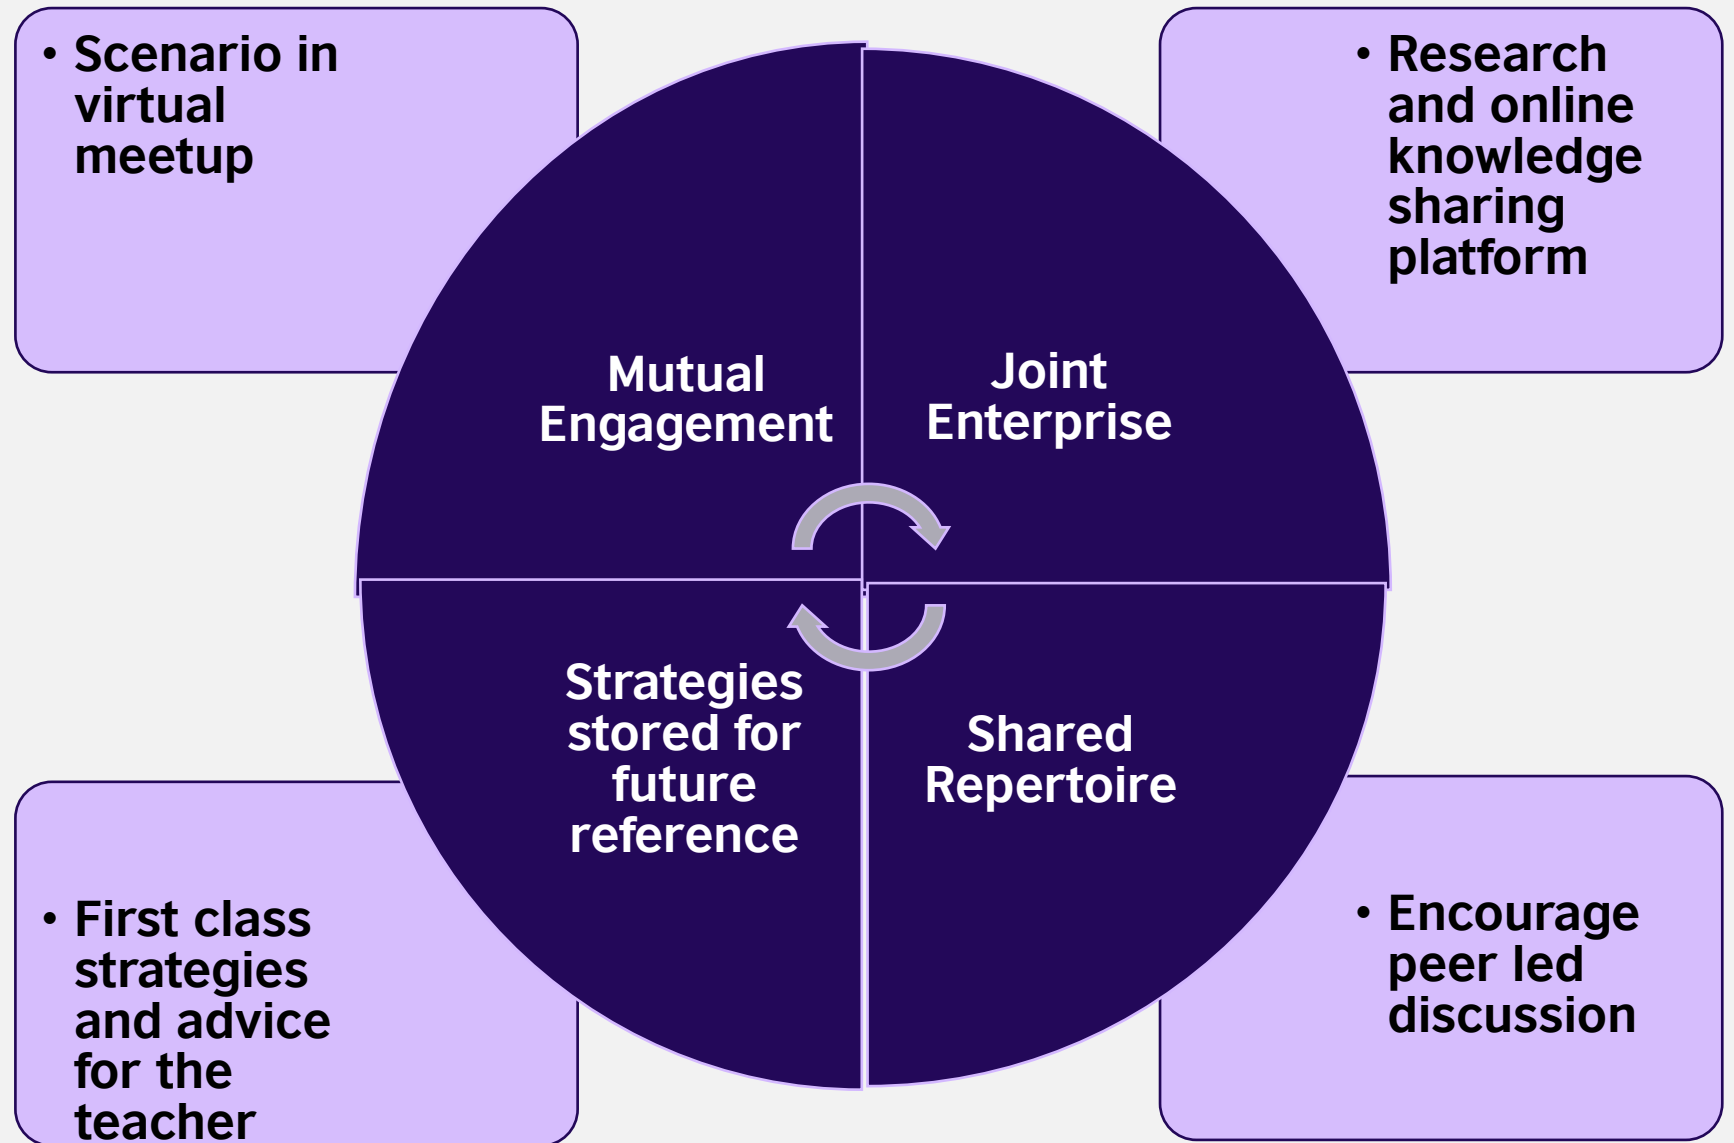 • Scenario in
virtual
meetup
• Research
and online
knowledge
sharing
platform
Mutual
Engagement
Joint
Enterprise
Strategies
stored for
future
reference
Shared
Repertoire
• First class
strategies
and advice
for the
teacher
• Encourage
peer led
discussion